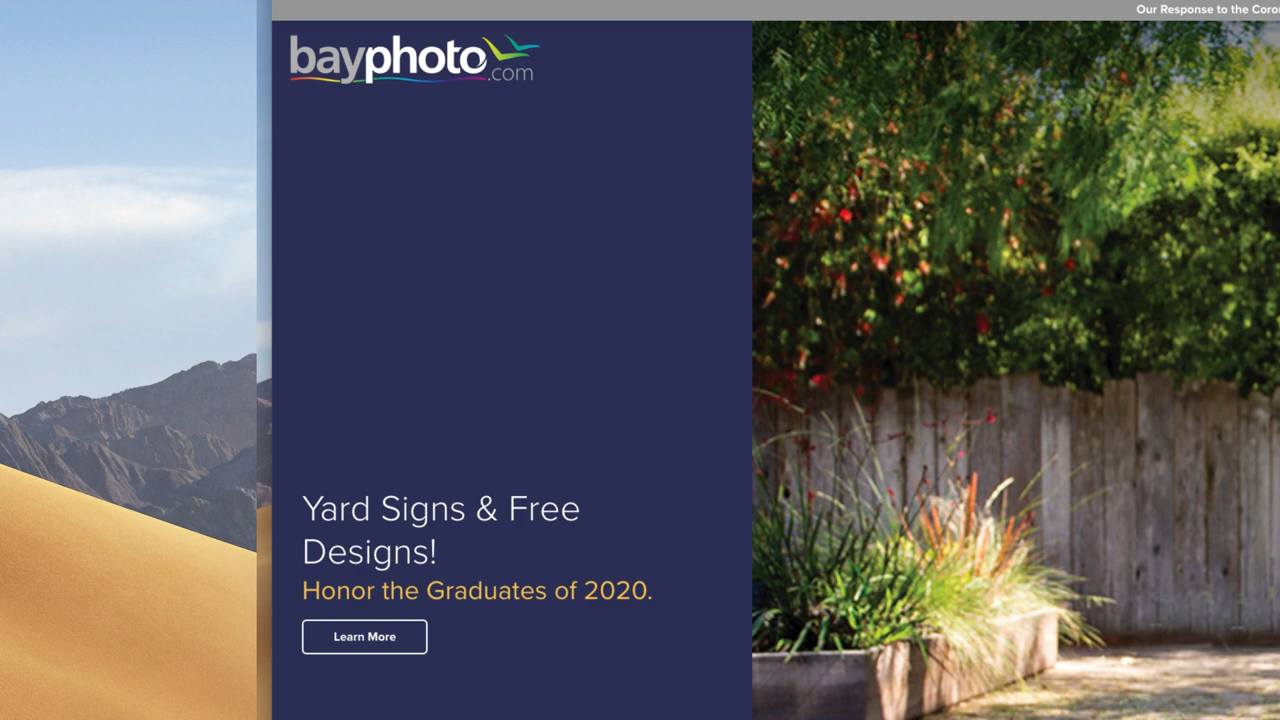 Our Response to the Coro
bayphoto
.com
Yard Signs & Free
Designs!
Honor the Graduates of 2020.
Learn More